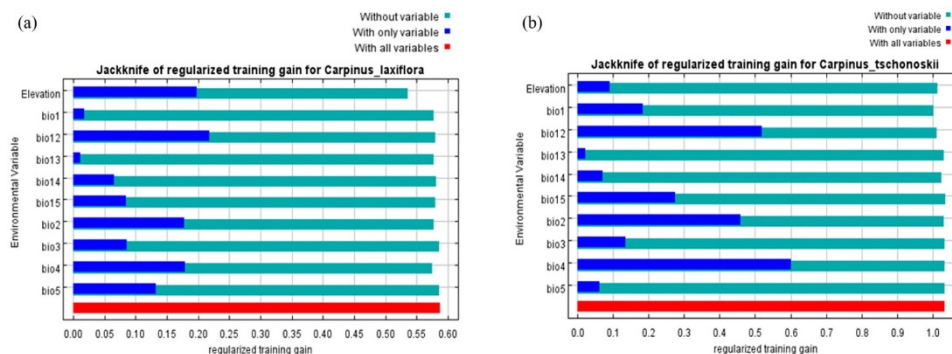 (a)
Without variable
With only variable
With all variables
Jackknife of regularized training gain for Carpinus_laxiflora
Environmental Variable
Elevation
bio1
bio12
bio13
bio14
bio15
bio2
bio3
bio4
bio5
0.00 0.05 0.10 0.15 0.20 0.25 0.30 0.35 0.40 0.45 0.50 0.55 0.60
regularized training gain
(b)
Without variable
With only variable
With all variables
Jackknife of regularized training gain for Carpinus_tschonoskii
Environmental Variable
Elevation
bio1
bio12
bio13
bio14
bio15
bio2
bio3
bio4
bio5
0.0 0.1 0.2 0.3 0.4 0.5 0.6 0.7 0.8 0.9 1.0
regularized training gain